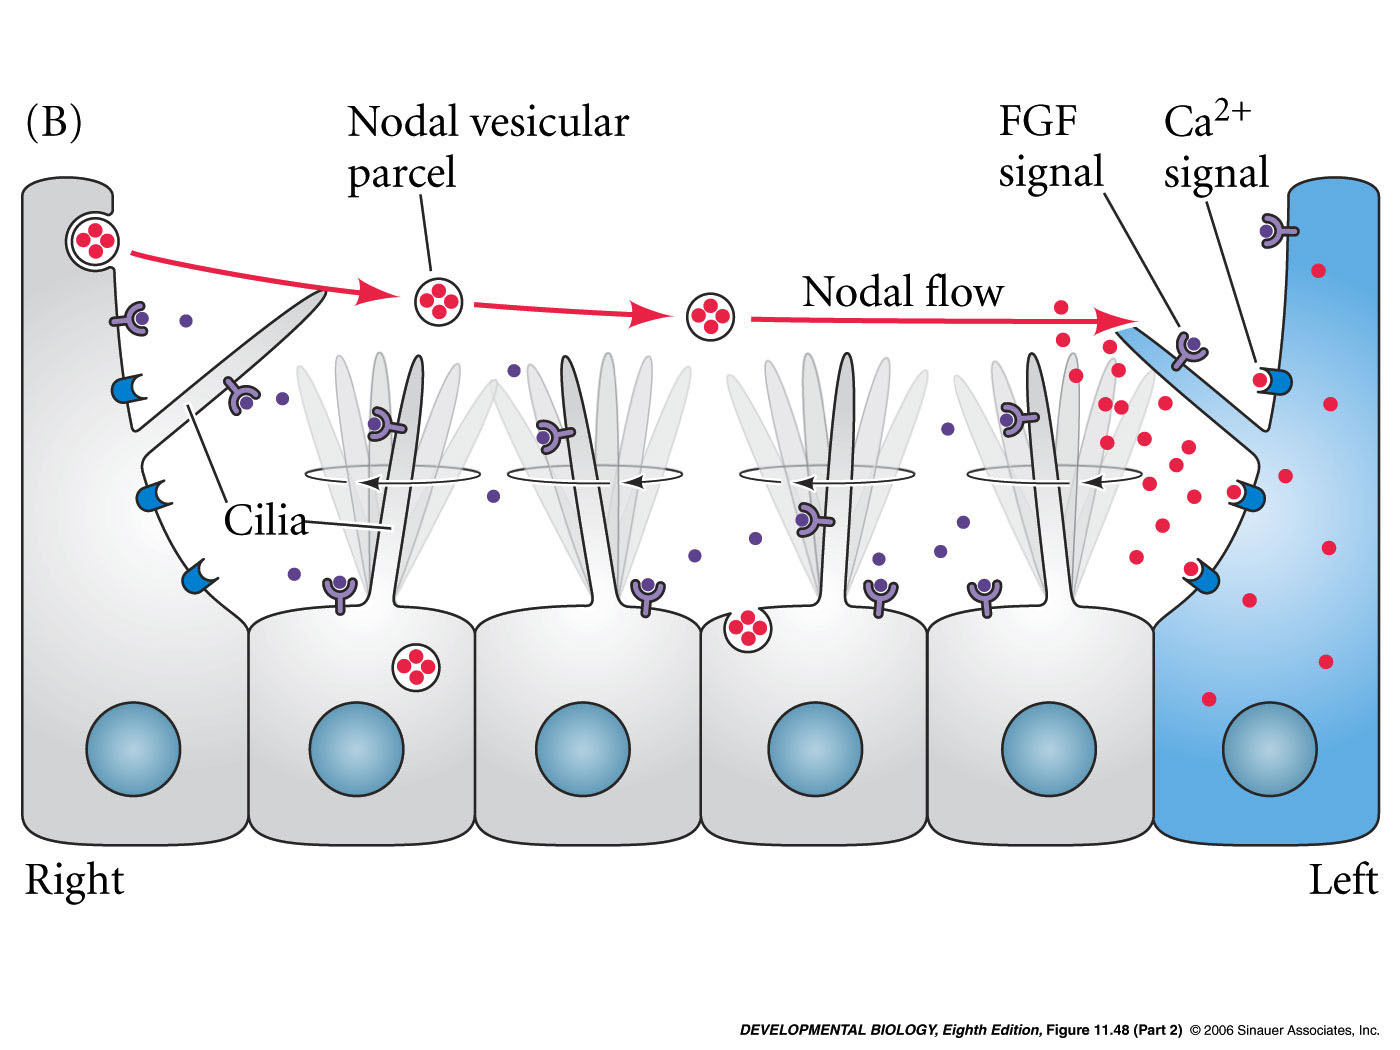 (B)
Nodal vesicular
parcel
FGF
signal
Ca²⁺
signal
Nodal flow
Cilia
Right
Left
DEVELOPMENTAL BIOLOGY, Eighth Edition, Figure 11.48 (Part 2) © 2006 Sinauer Associates, Inc.